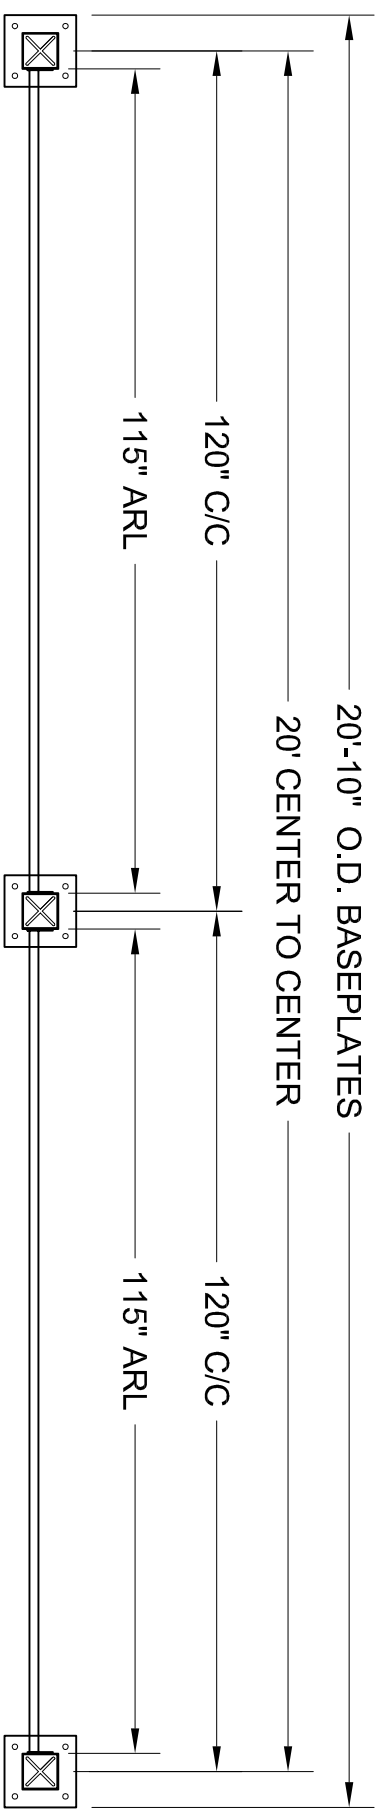 20'-10" O.D. BASEPLATES
20' CENTER TO CENTER
120" C/C
120" C/C
115" ARL
115" ARL